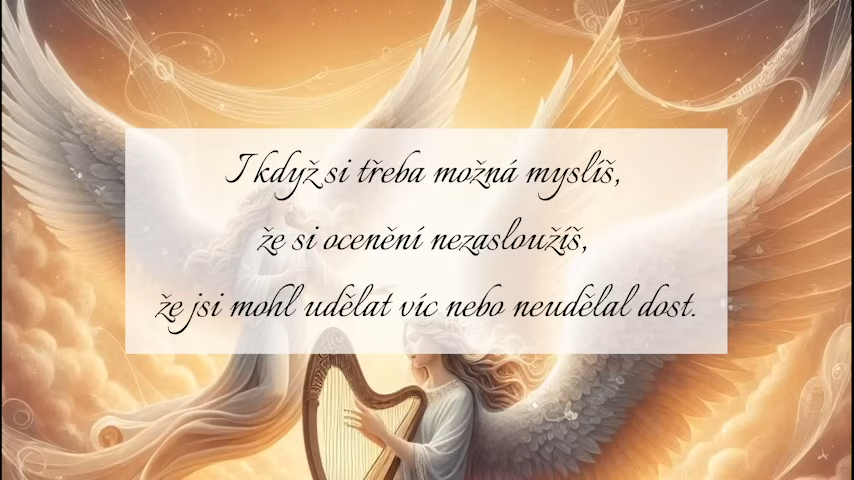 I když si třeba možná myslíš,
že si ocenění nezasloužíš,
že jsi mohl udělat víc nebo neudělal dost.